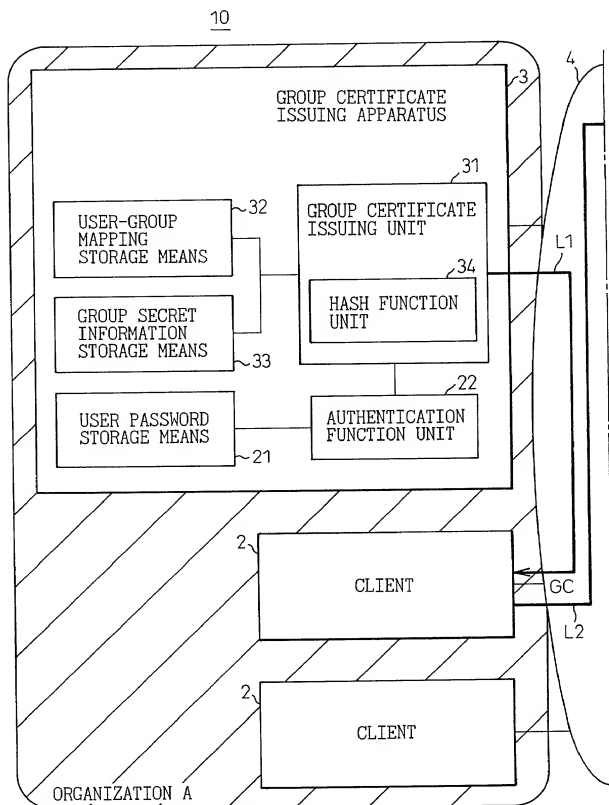 10
4
3
GROUP CERTIFICATE
ISSUING APPARATUS
31
32
USER-GROUP
MAPPING
STORAGE MEANS
GROUP CERTIFICATE
ISSUING UNIT
L1
34
HASH FUNCTION
UNIT
GROUP SECRET
INFORMATION
STORAGE MEANS
33
22
USER PASSWORD
STORAGE MEANS
21
AUTHENTICATION
FUNCTION UNIT
2
CLIENT
GC
L2
2
CLIENT
ORGANIZATION A